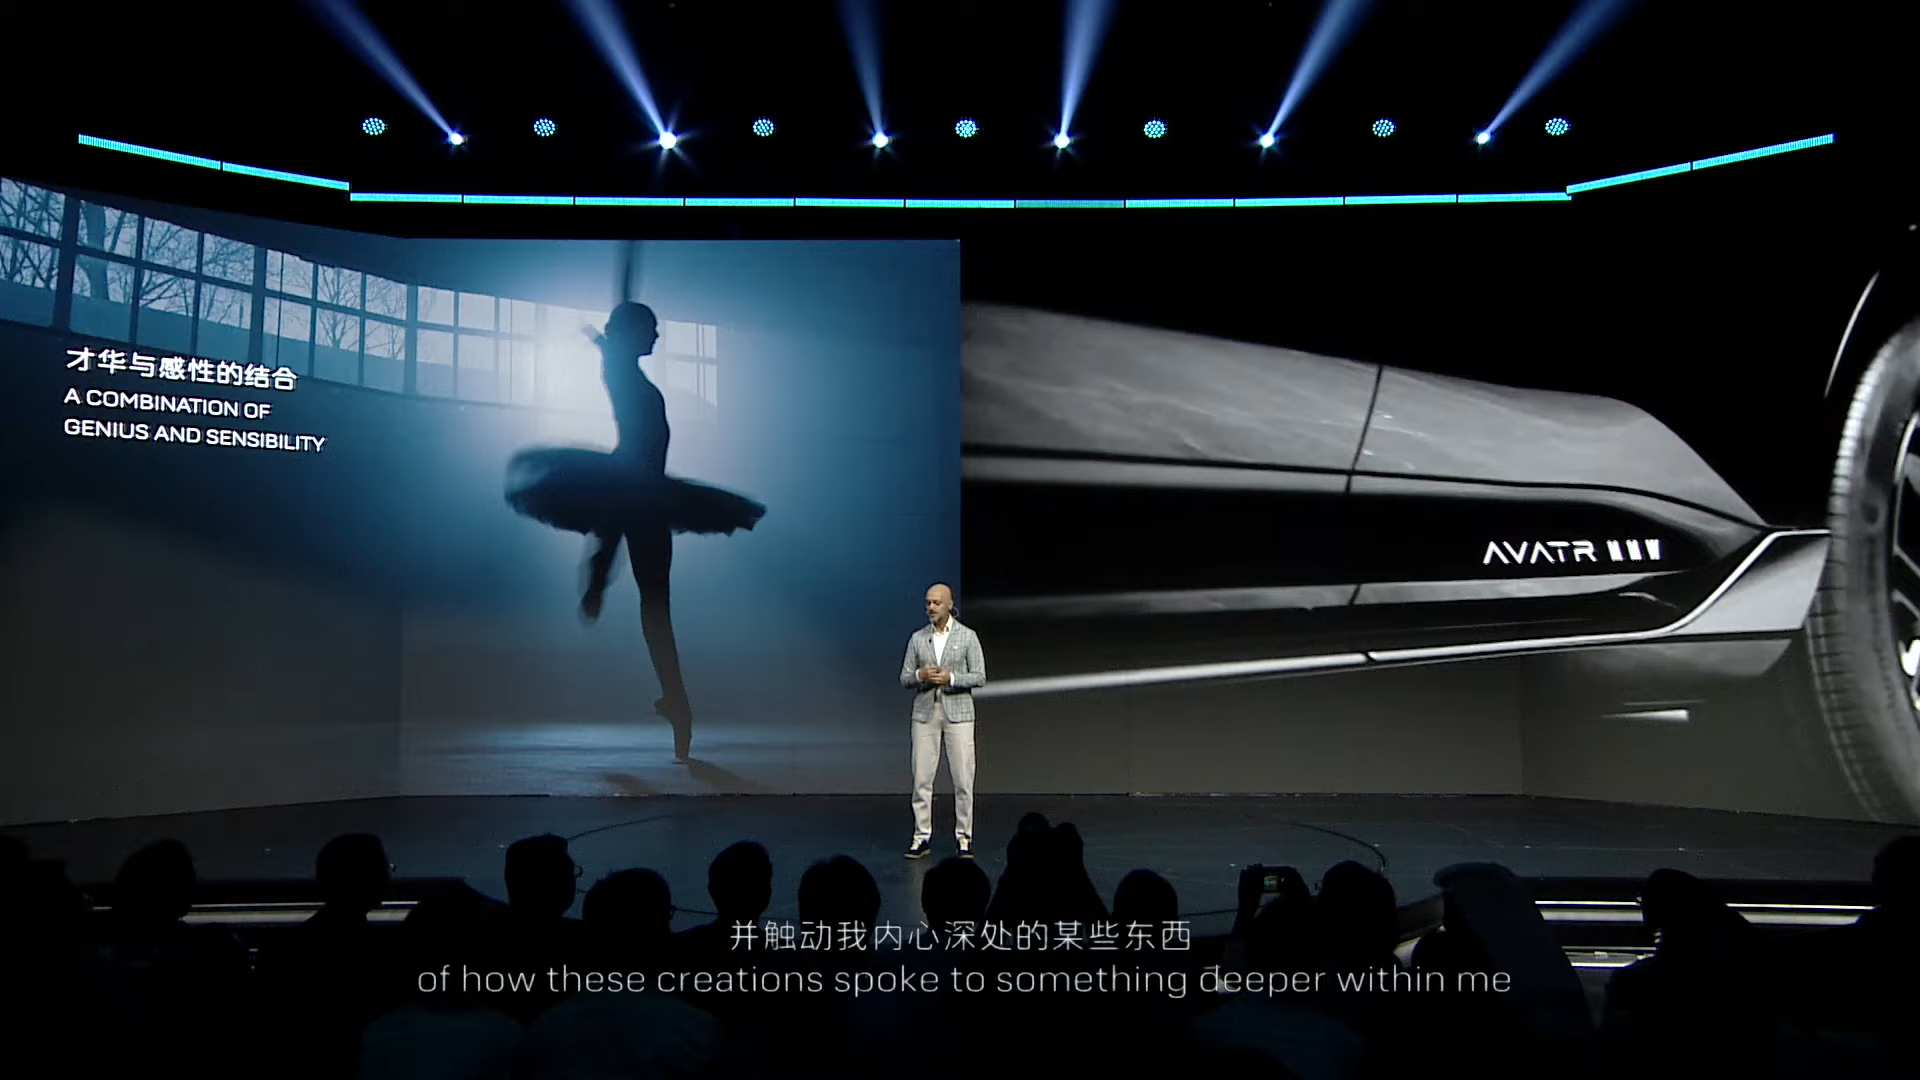 才华与感性的结合
A COMBINATION OF
GENIUS AND SENSIBILITY
AVATR
并触动我内心深处的某些东西
of how these creations spoke to something deeper within me